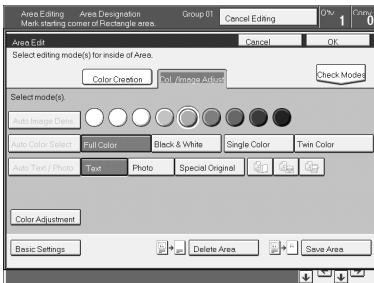 Area Editing Area Designation Group 01 Cancel Editing Q'ty 1 Copy 0
Mark starting corner of Rectangle area.
Area Edit Cancel OK
Select editing mode(s) for inside of Area.
Color Creation Col. /Image Adjust Check Modes
Select mode(s).
Auto Image Dens.
Auto Color Select Full Color Black & White Single Color Twin Color
Auto Text / Photo Text Photo Special Original
Color Adjustment
Basic Settings Delete Area Save Area